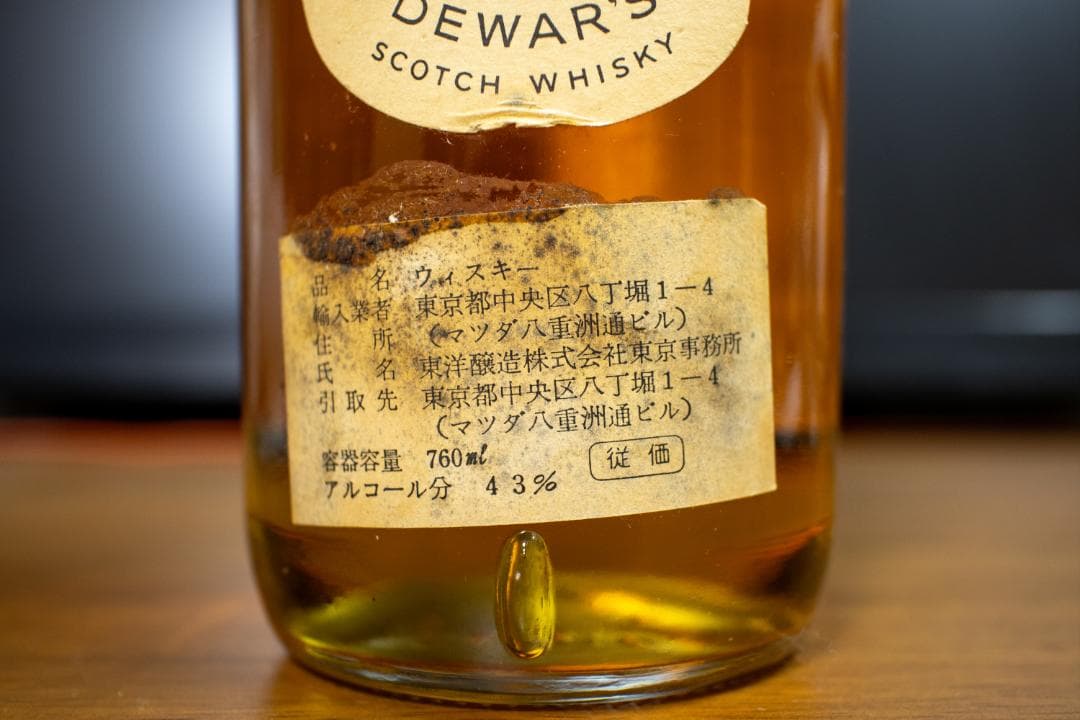 DEWAR'S
SCOTCH WHISKY
品名 ウィスキー
輸入業者 東京都中央区八丁堀1-4
住所 (マツダ八重洲通ビル)
氏名 東洋醸造株式会社東京事務所
引取先 東京都中央区八丁堀1-4
(マツダ八重洲通ビル)
容器容量 760ml
アルコール分 43%
従価